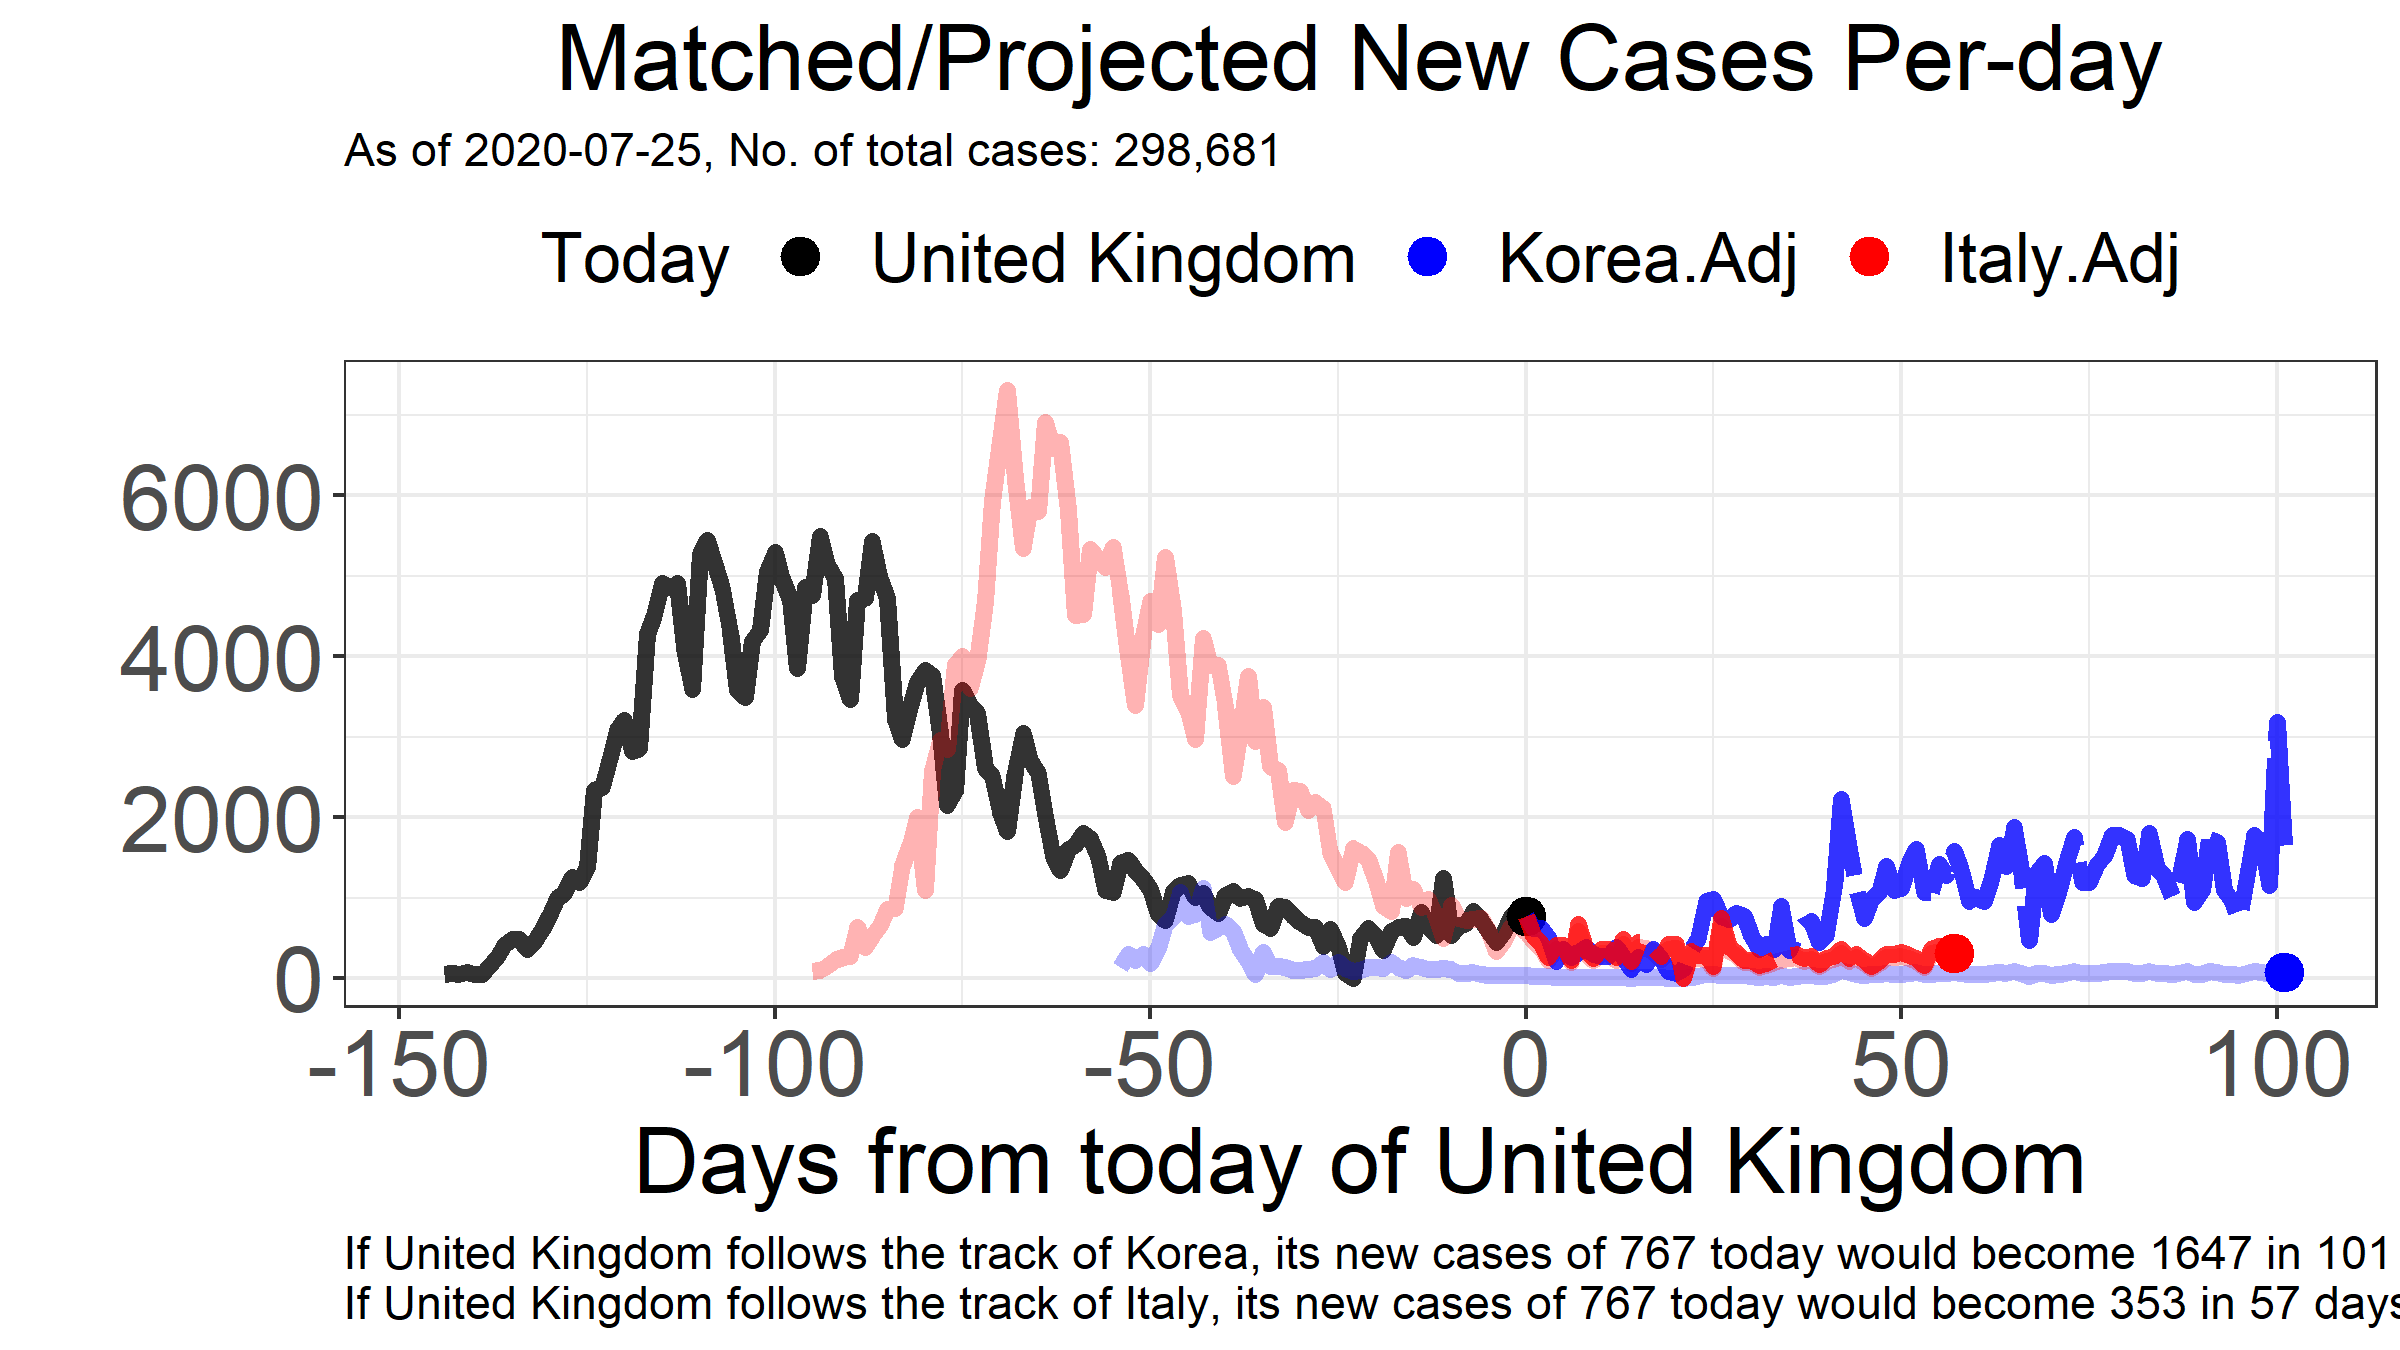 Matched/Projected New Cases Per-day
As of 2020-07-25, No. of total cases: 298,681
Today United Kingdom Korea.Adj Italy.Adj
6000
4000
2000
0
-150 -100 -50 0 50 100
Days from today of United Kingdom
If United Kingdom follows the track of Korea, its new cases of 767 today would become 1647 in 101
If United Kingdom follows the track of Italy, its new cases of 767 today would become 353 in 57 days